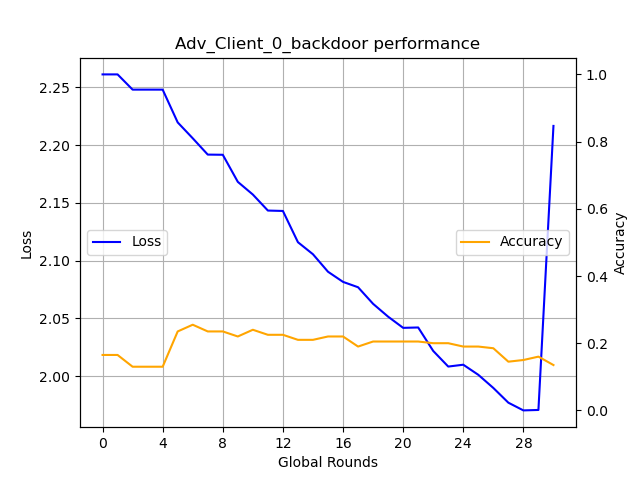 Adv_Client_0_backdoor performance
2.25
2.20
2.15
2.10
2.05
2.00
Loss
Loss
Accuracy
1.0
0.8
0.6
0.4
0.2
0.0
Accuracy
0 4 8 12 16 20 24 28
Global Rounds